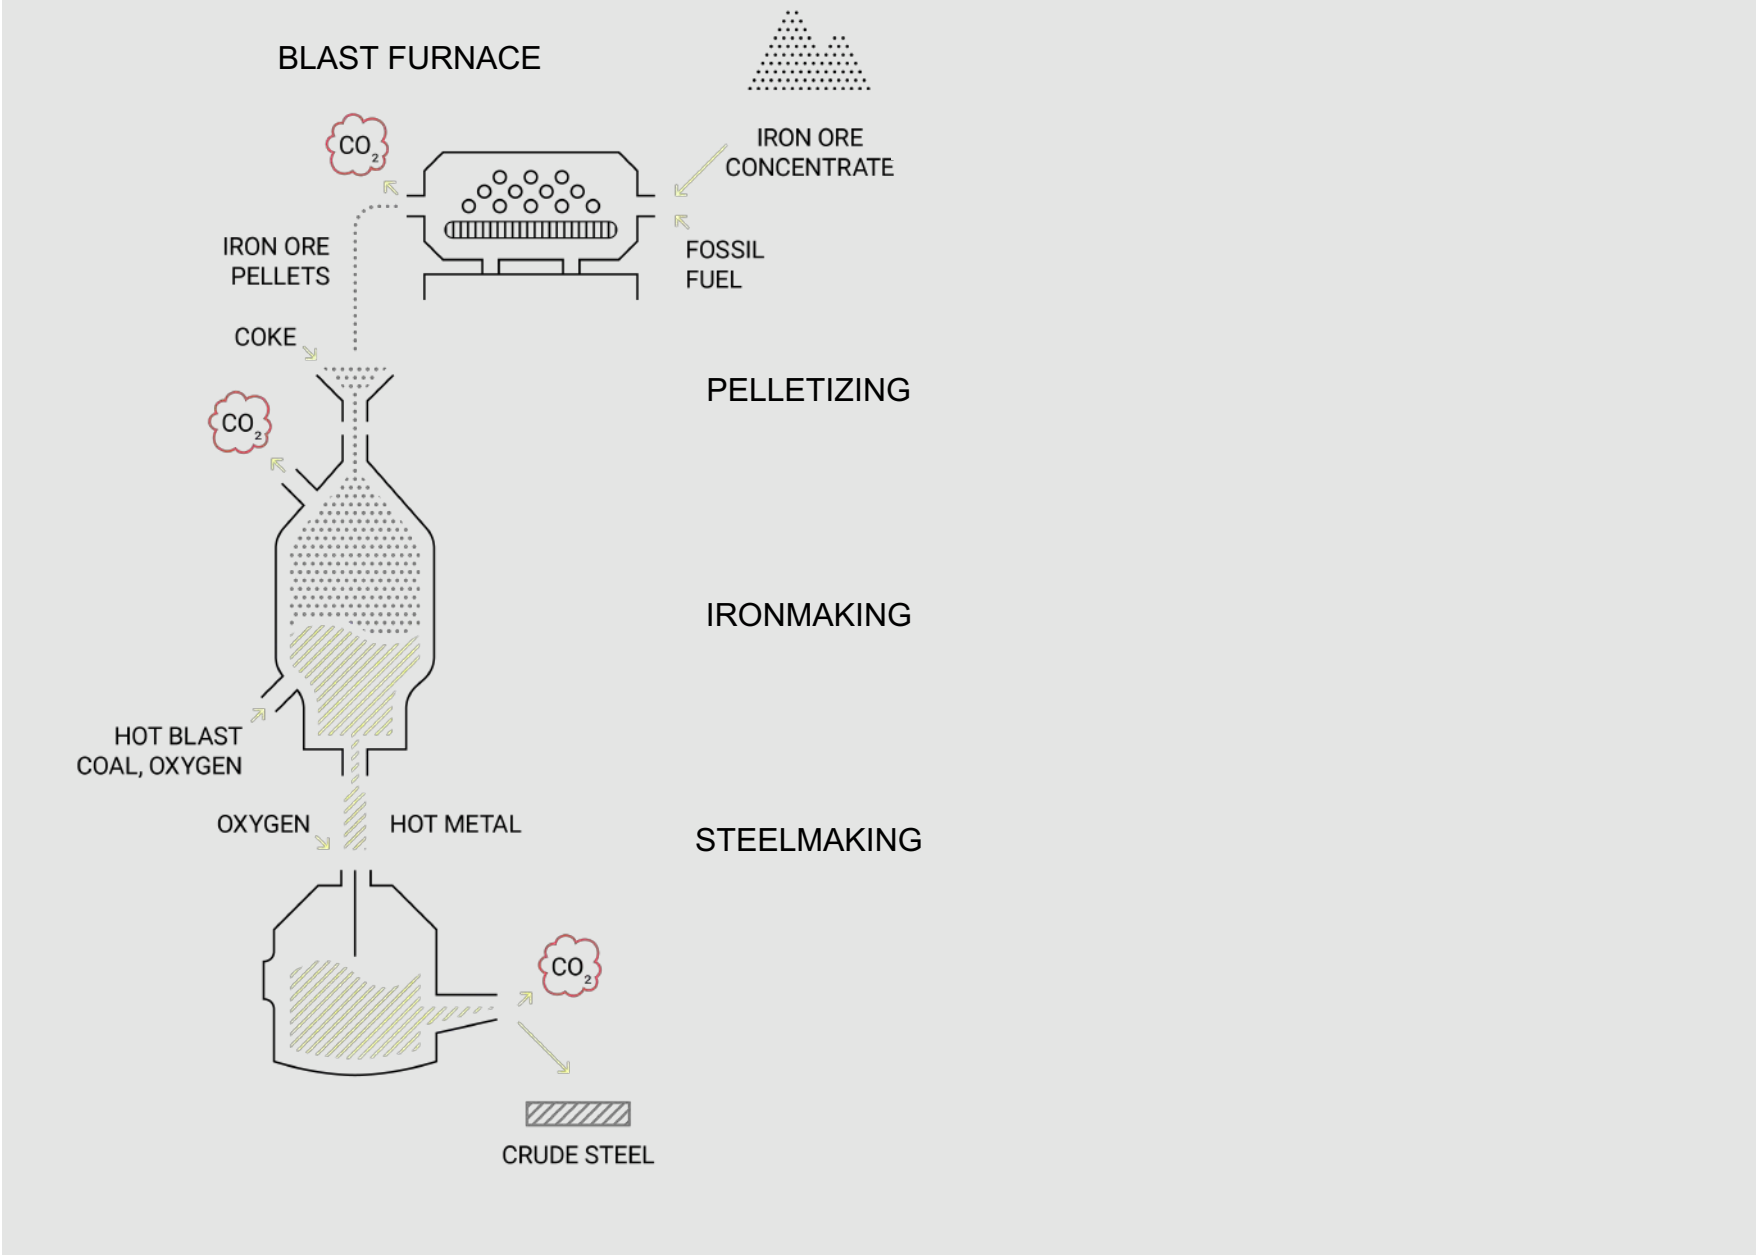 BLAST FURNACE
CO2
IRON ORE
CONCENTRATE
IRON ORE
PELLETS
FOSSIL
FUEL
COKE
PELLETIZING
CO2
IRONMAKING
HOT BLAST
COAL, OXYGEN
OXYGEN
HOT METAL
STEELMAKING
CO2
CRUDE STEEL